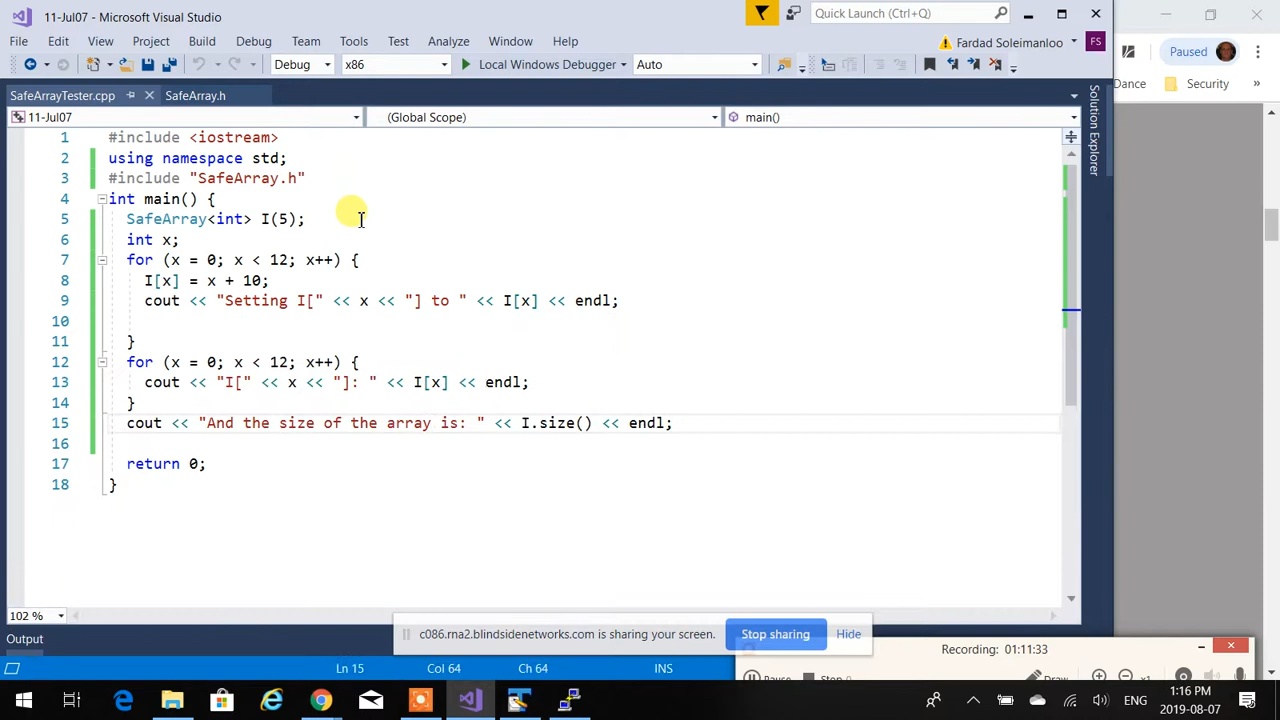 11-Jul07 - Microsoft Visual Studio
Quick Launch (Ctrl+Q)
File Edit View Project Build Debug Team Tools Test Analyze Window Help
Fardad Soleimanloo FS
Paused
Debug x86 Local Windows Debugger Auto
Dance Security
SafeArrayTester.cpp SafeArray.h
11-Jul07 (Global Scope) main()
Solution Explorer
1 #include <iostream>
2 using namespace std;
3 #include "SafeArray.h"
4 int main() {
5 SafeArray<int> I(5);
6 int x;
7 for (x = 0; x < 12; x++) {
8 I[x] = x + 10;
9 cout << "Setting I[" << x << "] to " << I[x] << endl;
10
11 }
12 for (x = 0; x < 12; x++) {
13 cout << "I[" << x << "]: " << I[x] << endl;
14 }
15 cout << "And the size of the array is: " << I.size() << endl;
16
17 return 0;
18 }
102 %
Output
c086.rna2.blindsidenetworks.com is sharing your screen. Stop sharing Hide
Recording: 01:11:33
Ln 15 Col 64 Ch 64 INS
ENG
1:16 PM
2019-08-07